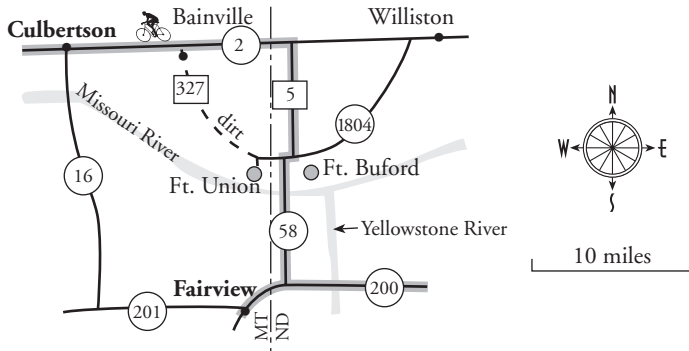 Bainville
Williston
Culbertson
2
327
5
dirt
1804
Missouri River
16
Ft. Union
Ft. Buford
58
Yellowstone River
Fairview
200
201
MT
ND
N
W
E
S
10 miles